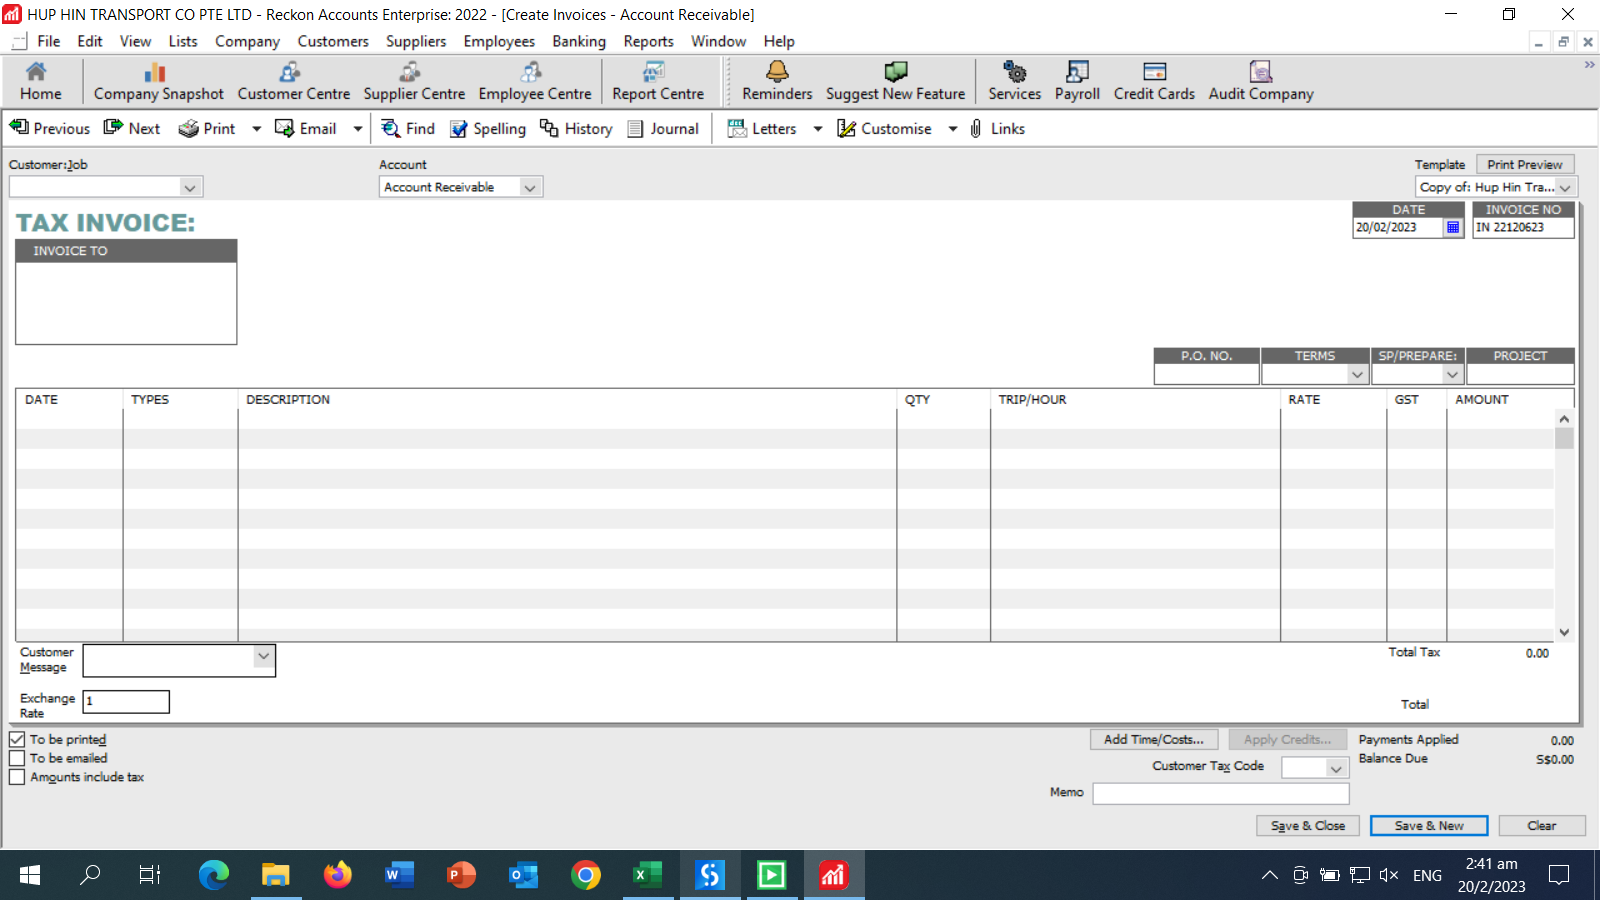 HUP HIN TRANSPORT CO PTE LTD - Reckon Accounts Enterprise: 2022 - [Create Invoices - Account Receivable]
File Edit View Lists Company Customers Suppliers Employees Banking Reports Window Help
Home Company Snapshot Customer Centre Supplier Centre Employee Centre Report Centre Reminders Suggest New Feature Services Payroll Credit Cards Audit Company
Previous Next Print Email Find Spelling History Journal Letters Customise Links
Customer:Job Account Template Print Preview
Account Receivable Copy of: Hup Hin Tra...
TAX INVOICE: DATE INVOICE NO
20/02/2023 IN 22120623
INVOICE TO
P.O. NO. TERMS SP/PREPARE: PROJECT
DATE TYPES DESCRIPTION QTY TRIP/HOUR RATE GST AMOUNT
Customer Message Total Tax 0.00
Exchange Rate 1 Total
To be printed Add Time/Costs... Apply Credits... Payments Applied 0.00
To be emailed Customer Tax Code Balance Due S$0.00
Amounts include tax
Memo
Save & Close Save & New Clear
2:41 am
ENG
20/2/2023